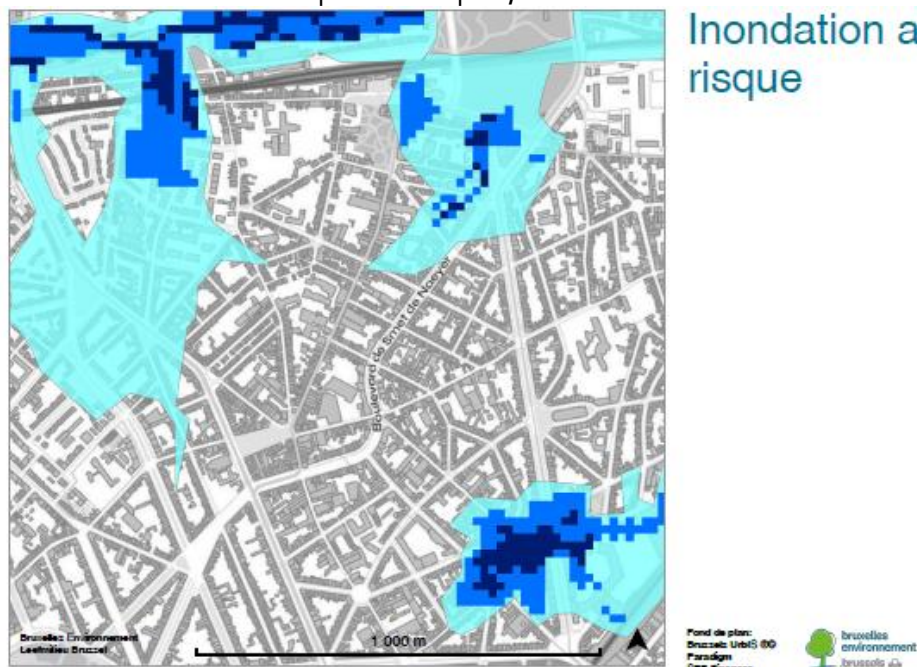 Inondation a
risque
Boulevard de Smet de Naeyer
Bruxelles Environnement
Leefmilieu Brussel
1 000 m
Fond de plan:
Brussels UrbIS ®©
Paradigm
bruxelles
environnement
brussels